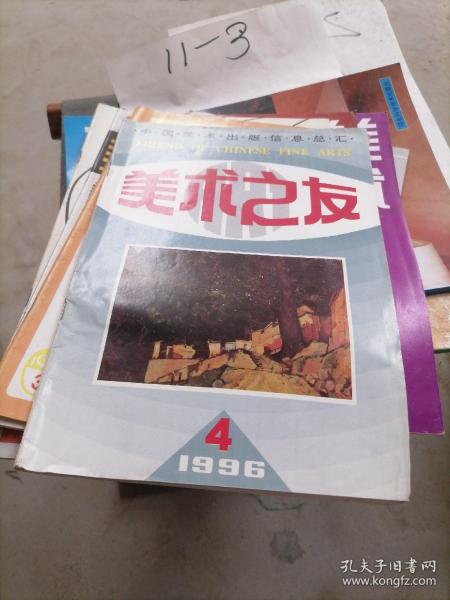 11-3
·中·国·美·术·出·版·信·息·总·汇·
FRIEND OF CHINESE FINE ARTS
美术之友
4
1996
孔夫子旧书网
www.kongfz.com